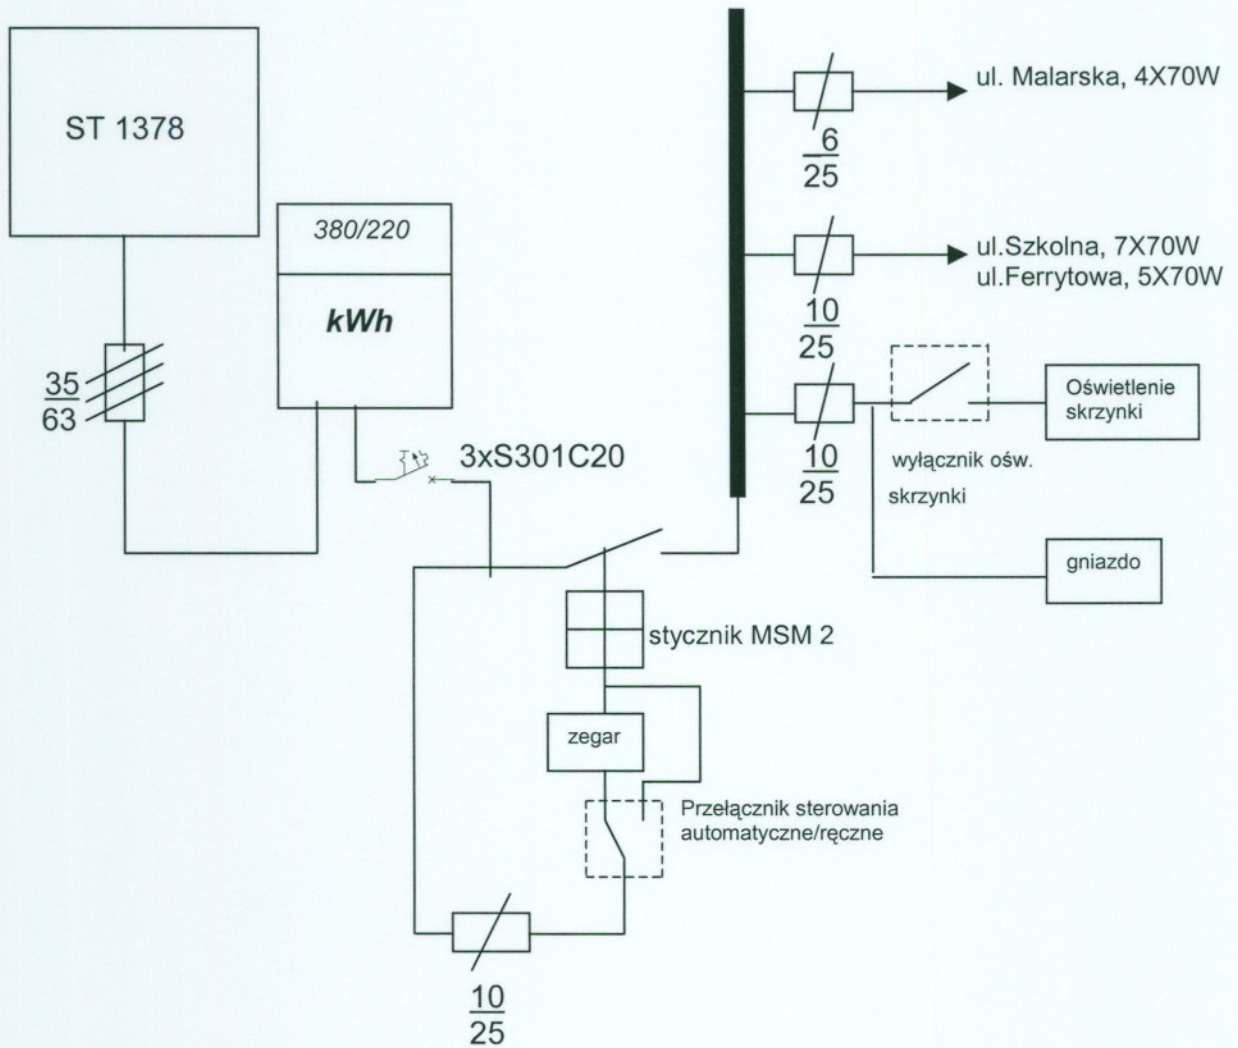 ST 1378
380/220
kWh
35
63
3xS301C20
ul. Malarska, 4X70W
6
25
ul.Szkolna, 7X70W
ul.Ferrytowa, 5X70W
10
25
10
25
wyłącznik ośw.
skrzynki
Oświetlenie
skrzynki
gniazdo
stycznik MSM 2
zegar
Przełącznik sterowania
automatyczne/ręczne
10
25